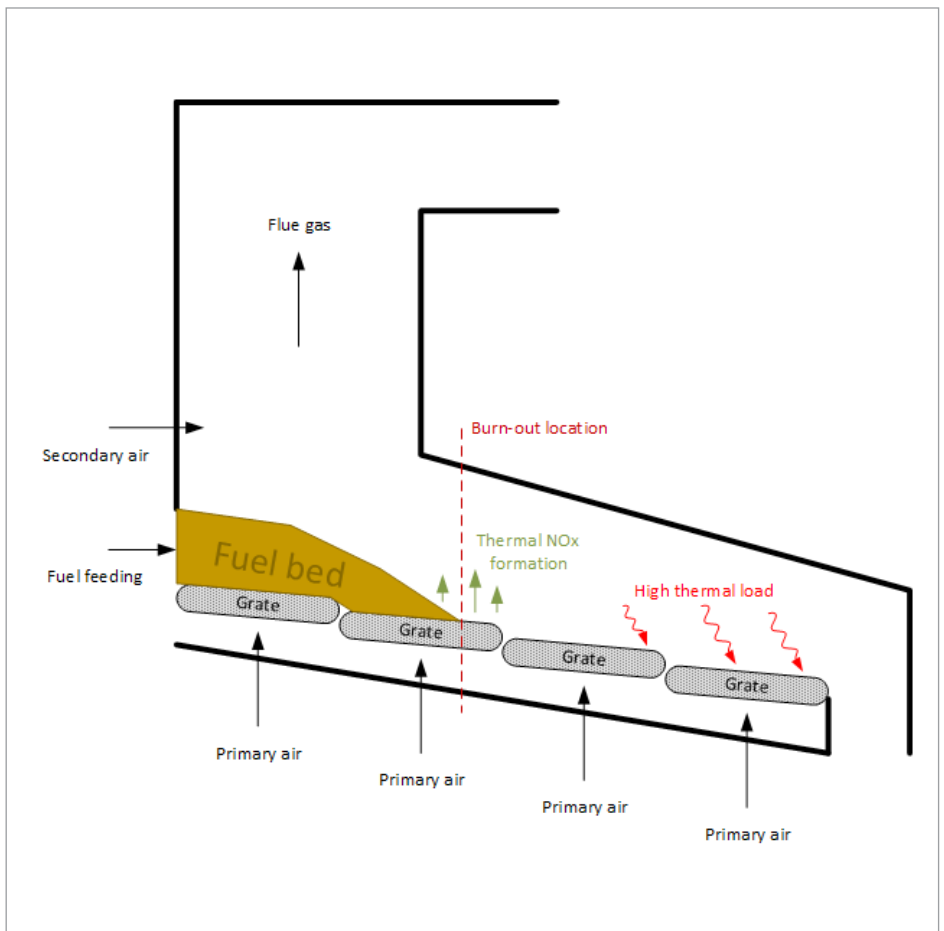 Flue gas
Burn-out location
Secondary air
Thermal NOx
formation
Fuel bed
Fuel feeding
High thermal load
Grate
Grate
Grate
Grate
Primary air
Primary air
Primary air
Primary air